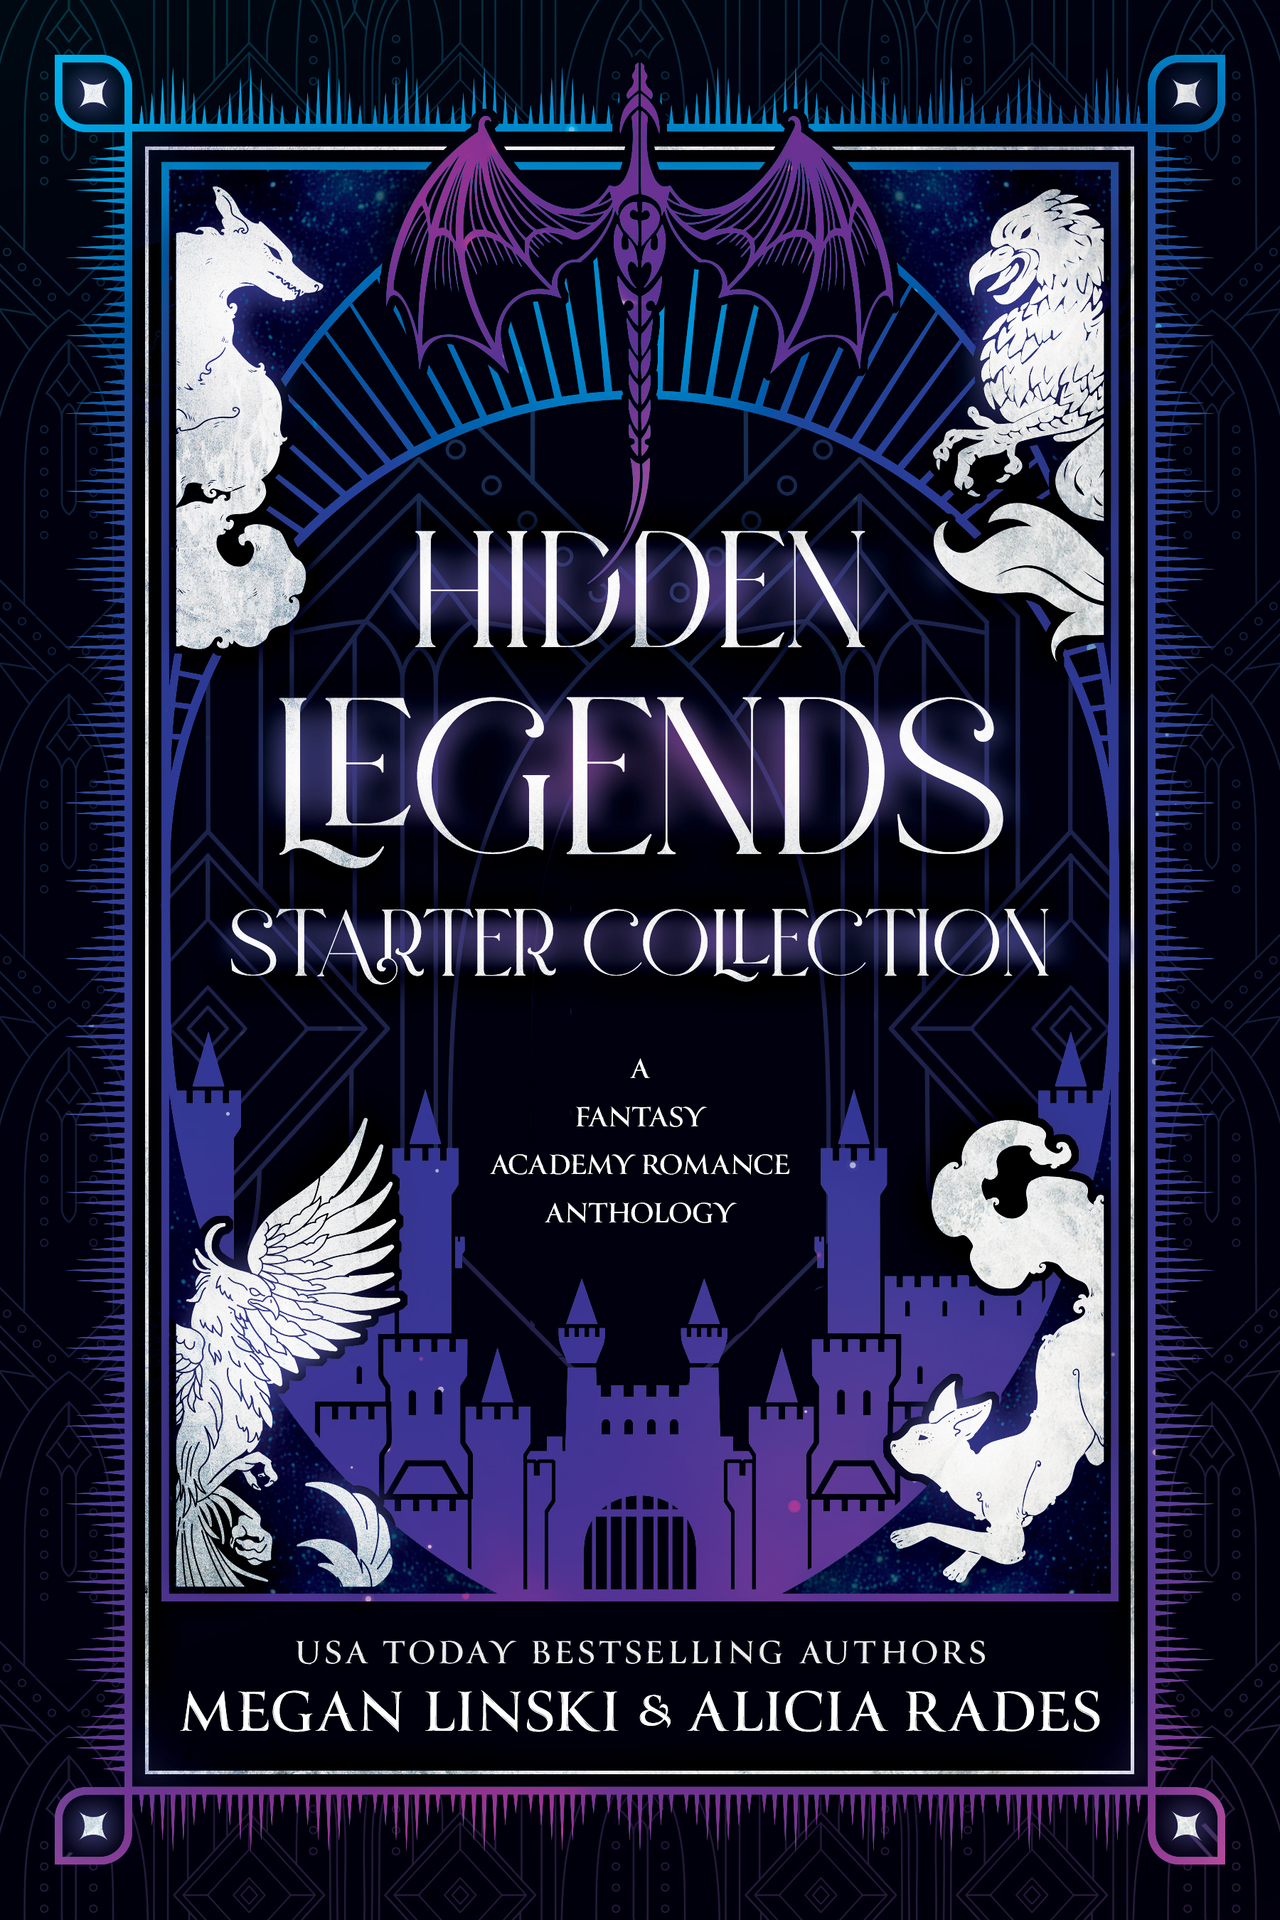 HIDDEN
LEGENDS
STARTER COLLECTION
A
FANTASY
ACADEMY ROMANCE
ANTHOLOGY
USA TODAY BESTSELLING AUTHORS
MEGAN LINSKI & ALICIA RADES